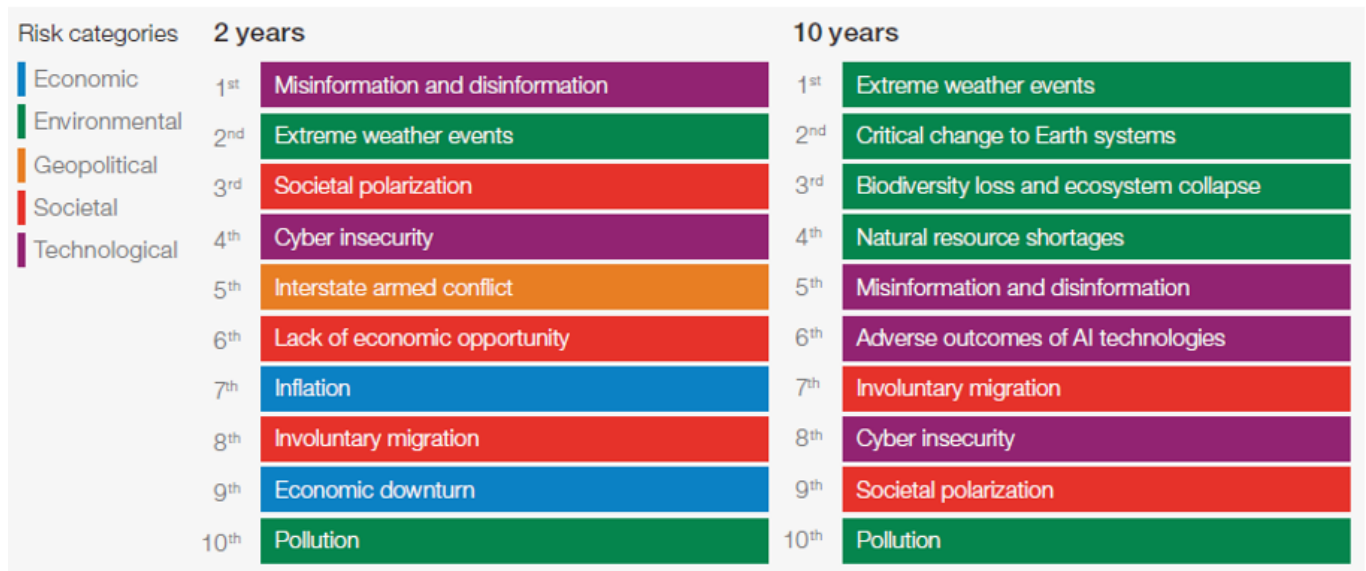 Risk categories
Economic
Environmental
Geopolitical
Societal
Technological
2 years
1st Misinformation and disinformation
2nd Extreme weather events
3rd Societal polarization
4th Cyber insecurity
5th Interstate armed conflict
6th Lack of economic opportunity
7th Inflation
8th Involuntary migration
9th Economic downturn
10th Pollution
10 years
1st Extreme weather events
2nd Critical change to Earth systems
3rd Biodiversity loss and ecosystem collapse
4th Natural resource shortages
5th Misinformation and disinformation
6th Adverse outcomes of AI technologies
7th Involuntary migration
8th Cyber insecurity
9th Societal polarization
10th Pollution